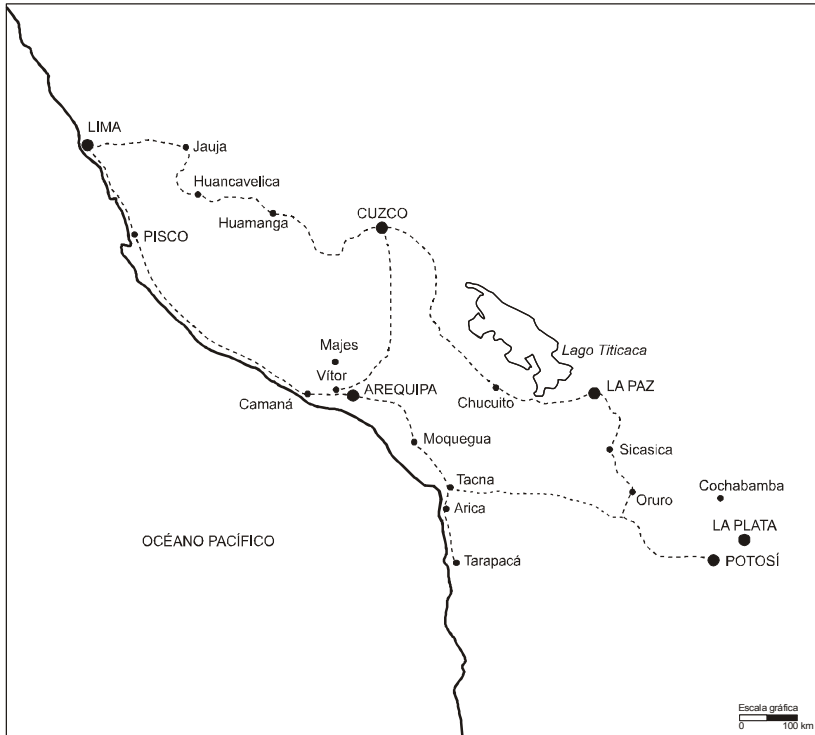 LIMA
Jauja
Huancavelica
Huamanga
CUZCO
PISCO
Lago Titicaca
Majes
Vítor
AREQUIPA
Camaná
Chucuito
LA PAZ
Moquegua
Sicasica
Tacna
Cochabamba
Oruro
Arica
LA PLATA
OCÉANO PACÍFICO
Tarapacá
POTOSÍ
Escala gráfica
0 100 km